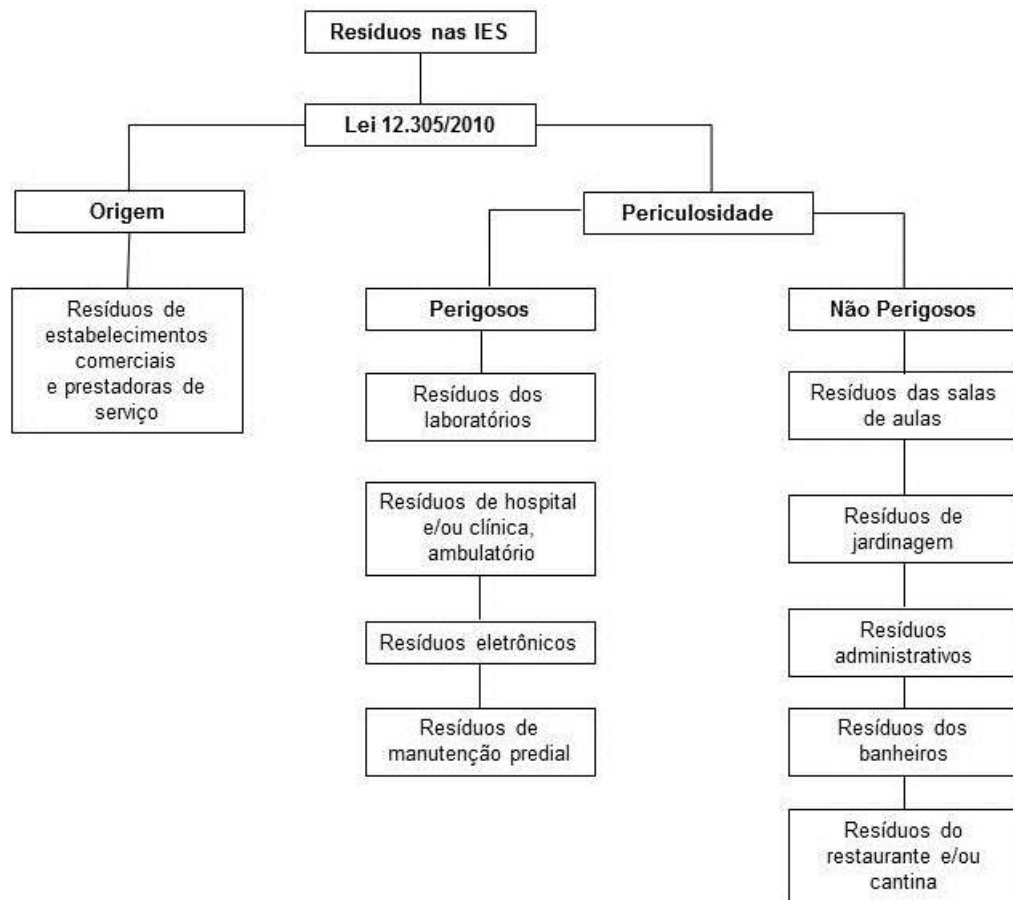 Resíduos nas IES
Lei 12.305/2010
Origem
Periculosidade
Resíduos de
estabelecimentos
comerciais
e prestadoras de
serviço
Perigosos
Resíduos dos
laboratórios
Resíduos de hospital
e/ou clínica,
ambulatório
Resíduos eletrônicos
Resíduos de
manutenção predial
Não Perigosos
Resíduos das salas
de aulas
Resíduos de
jardinagem
Resíduos
administrativos
Resíduos dos
banheiros
Resíduos do
restaurante e/ou
cantina